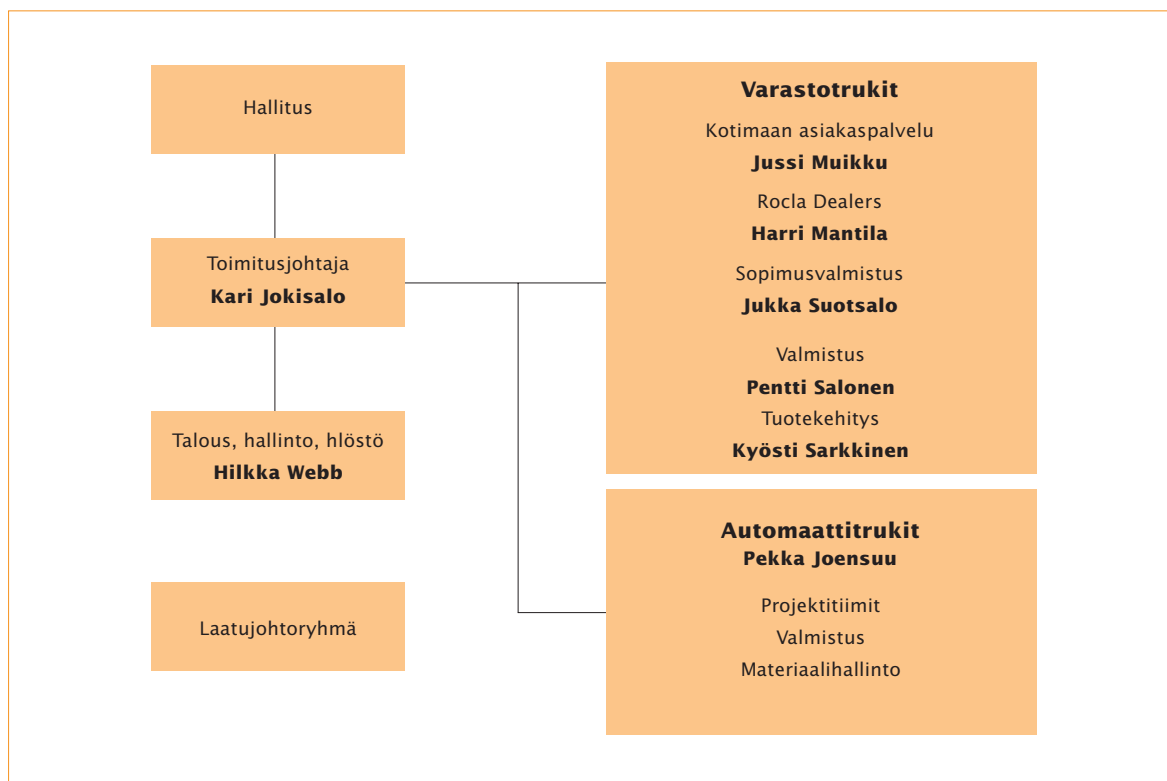 Hallitus
Toimitusjohtaja
Kari Jokisalo
Talous, hallinto, hlöstö
Hilkka Webb
Laatujohtoryhmä
Varastotrukit
Kotimaan asiakaspalvelu
Jussi Muikku
Rocla Dealers
Harri Mantila
Sopimusvalmistus
Jukka Suotsalo
Valmistus
Pentti Salonen
Tuotekehitys
Kyösti Sarkkinen
Automaattitrukit
Pekka Joensuu
Projektitiimit
Valmistus
Materiaalihallinto